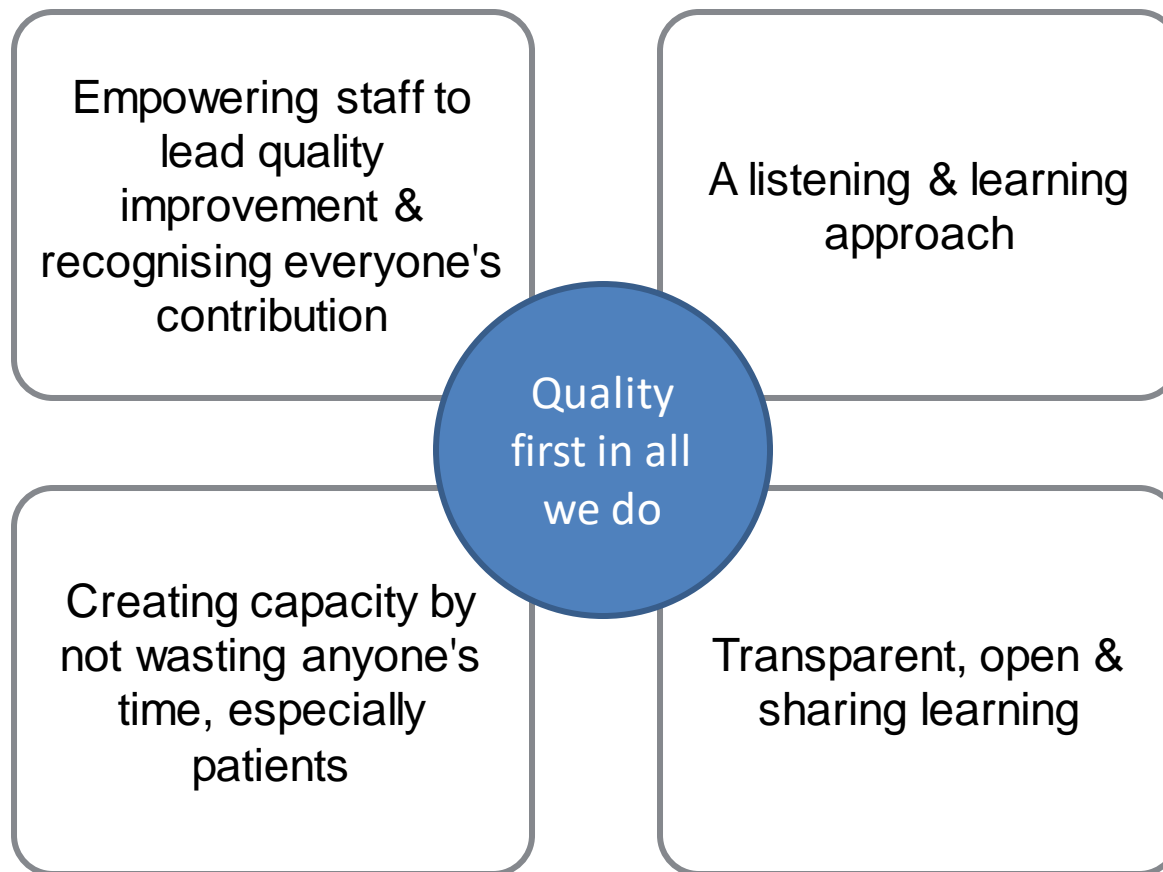 Empowering staff to
lead quality
improvement &
recognising everyone's
contribution
A listening & learning
approach
Quality
first in all
we do
Creating capacity by
not wasting anyone's
time, especially
patients
Transparent, open &
sharing learning